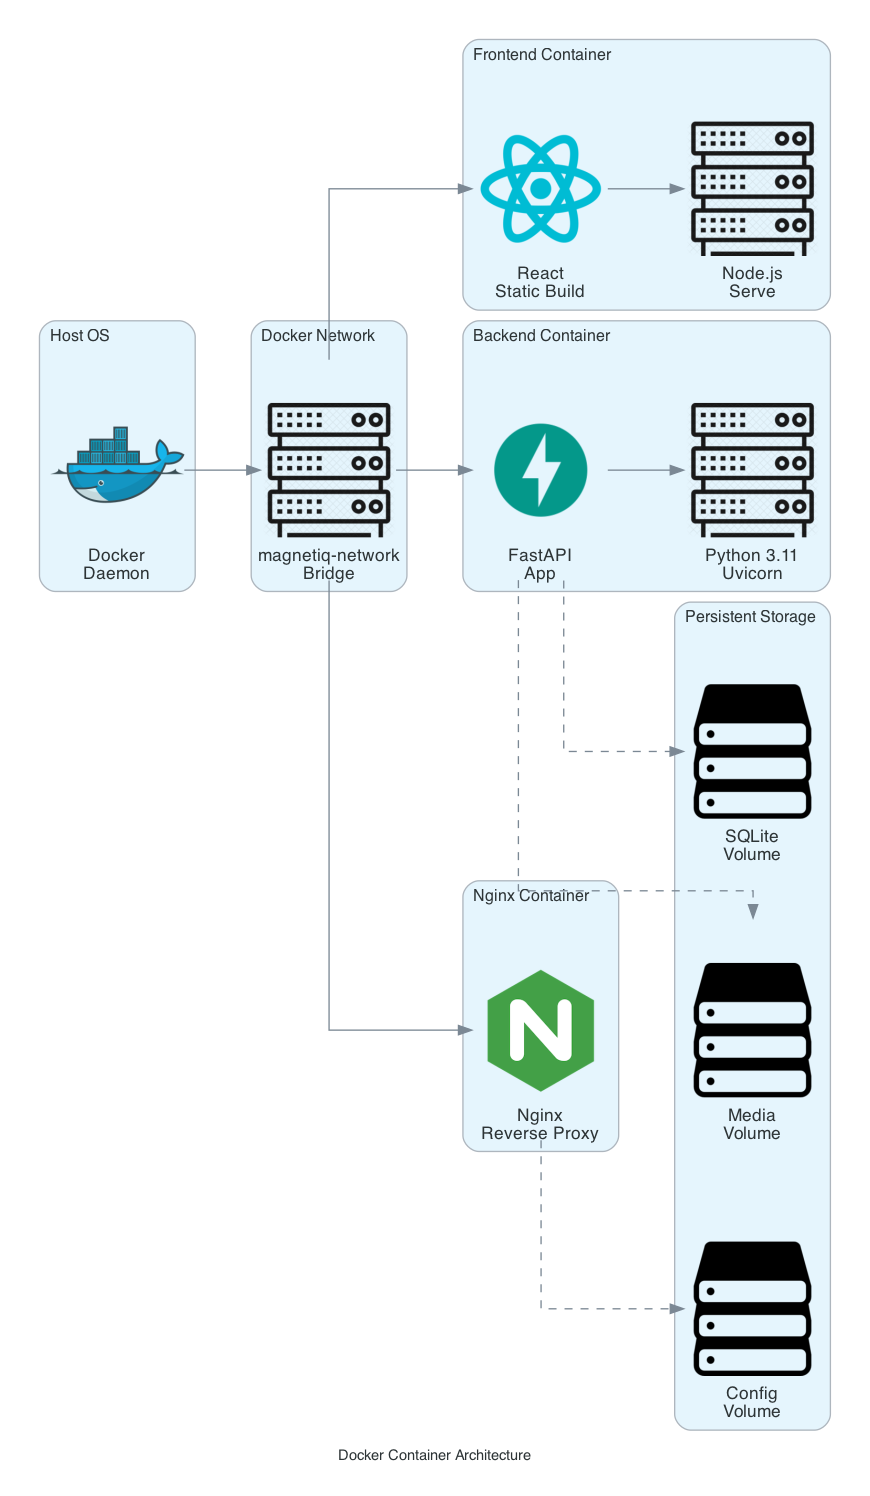 Frontend Container
React
Static Build
Node.js
Serve
Host OS
Docker
Daemon
Docker Network
magnetiq-network
Bridge
Backend Container
FastAPI
App
Python 3.11
Uvicorn
Persistent Storage
SQLite
Volume
Nginx Container
Nginx
Reverse Proxy
Media
Volume
Config
Volume
Docker Container Architecture